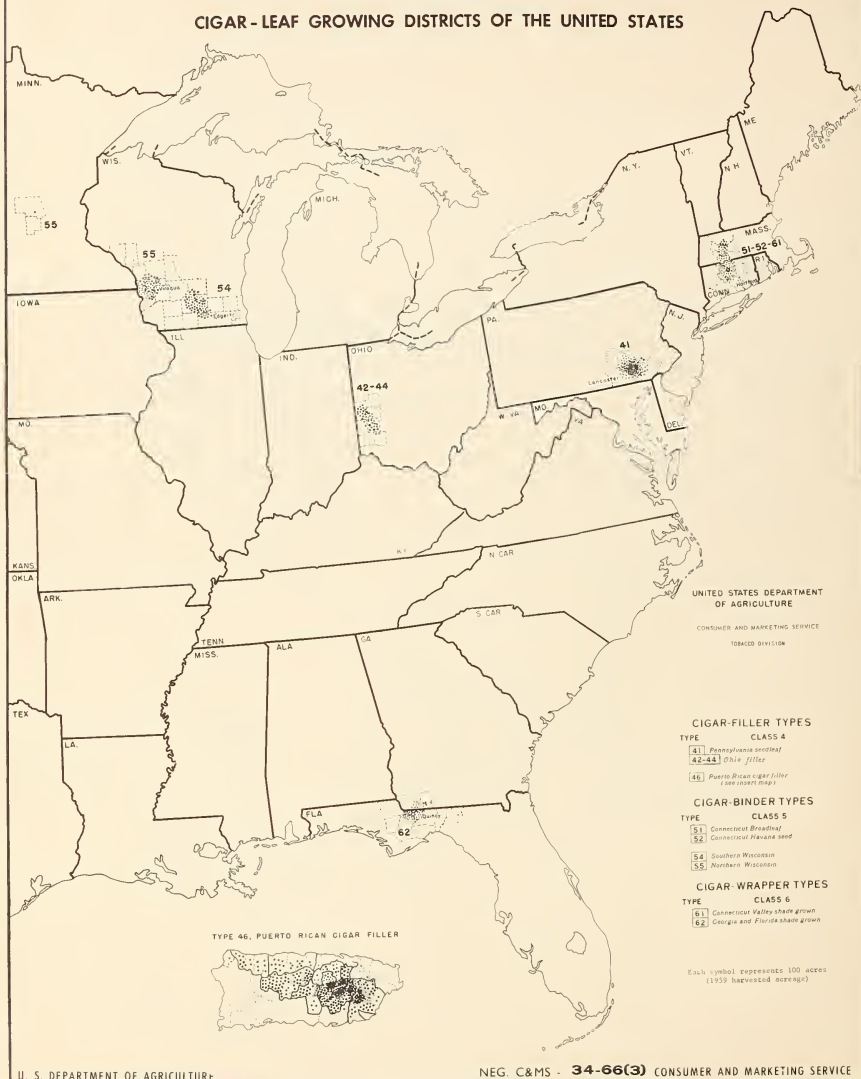 CIGAR-LEAF GROWING DISTRICTS OF THE UNITED STATES
MINN.
WIS.
MICH.
N.Y.
VT.
N H
ME
MASS.
51-52-61
R I
CONN
55
55
54
Viroqua
IOWA
ILL
IND.
OHIO
42-44
PA.
41
Lancaster
N.J.
DEL.
MD.
W VA
VA
MO.
KY
KANS
OKLA
ARK.
TENN
N CAR
S CAR
MISS.
ALA
GA
TEX
LA.
FLA
Quincy
62
UNITED STATES DEPARTMENT
OF AGRICULTURE
CONSUMER AND MARKETING SERVICE
TOBACCO DIVISION
CIGAR-FILLER TYPES
TYPE CLASS 4
41 Pennsylvania seedleaf
42-44 Ohio filler
46 Puerto Rican cigar filler
(see insert map)
CIGAR-BINDER TYPES
TYPE CLASS 5
51 Connecticut Broadleaf
52 Connecticut Havana seed
54 Southern Wisconsin
55 Northern Wisconsin
CIGAR-WRAPPER TYPES
TYPE CLASS 6
61 Connecticut Valley shade grown
62 Georgia and Florida shade grown
Each symbol represents 100 acres
(1959 harvested acreage)
TYPE 46, PUERTO RICAN CIGAR FILLER
U. S. DEPARTMENT OF AGRICULTURE
NEG. C&MS - 34-66(3) CONSUMER AND MARKETING SERVICE